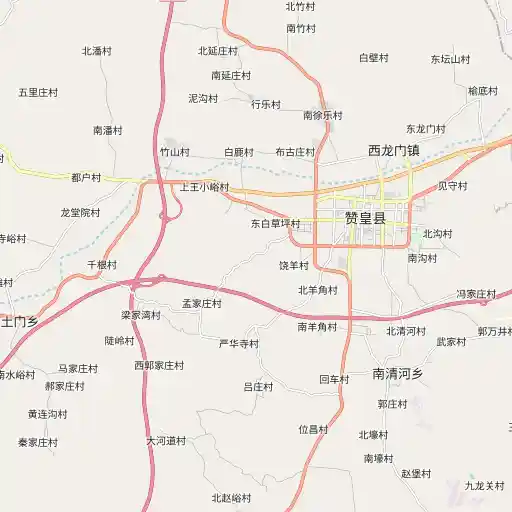 北竹村
南竹村
北潘村
北延庄村
白壁村
东坛山村
南延庄村
五里庄村
榆底村
泥沟村
行乐村
南徐乐村
南潘村
东龙门村
竹山村
白鹿村
布古庄村
西龙门镇
村
都户村
上王小峪村
见守村
龙堂院村
赞皇县
东白草坪村
北沟村
寺峪村
南沟村
千根村
饶羊村
村
北羊角村
冯家庄村
孟家庄村
梁家湾村
土门乡
南羊角村
北清河村
郭万井村
陡岭村
严华寺村
武家村
马家庄村
西郭家庄村
南水峪村
南清河乡
回车村
郝家庄村
吕庄村
黄连沟村
郭庄村
位昌村
秦家庄村
大河道村
北壕村
南壕村
赵堡村
九龙关村
北赵峪村